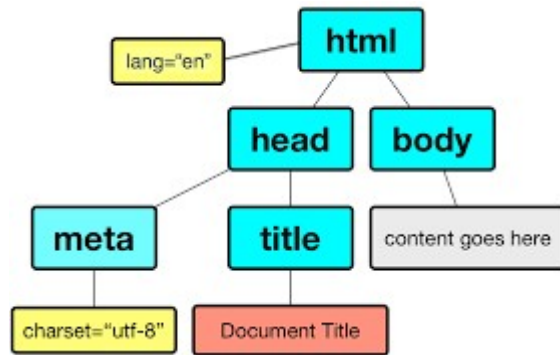 html
lang=“en”
head
body
meta
title
content goes here
charset=“utf-8”
Document Title